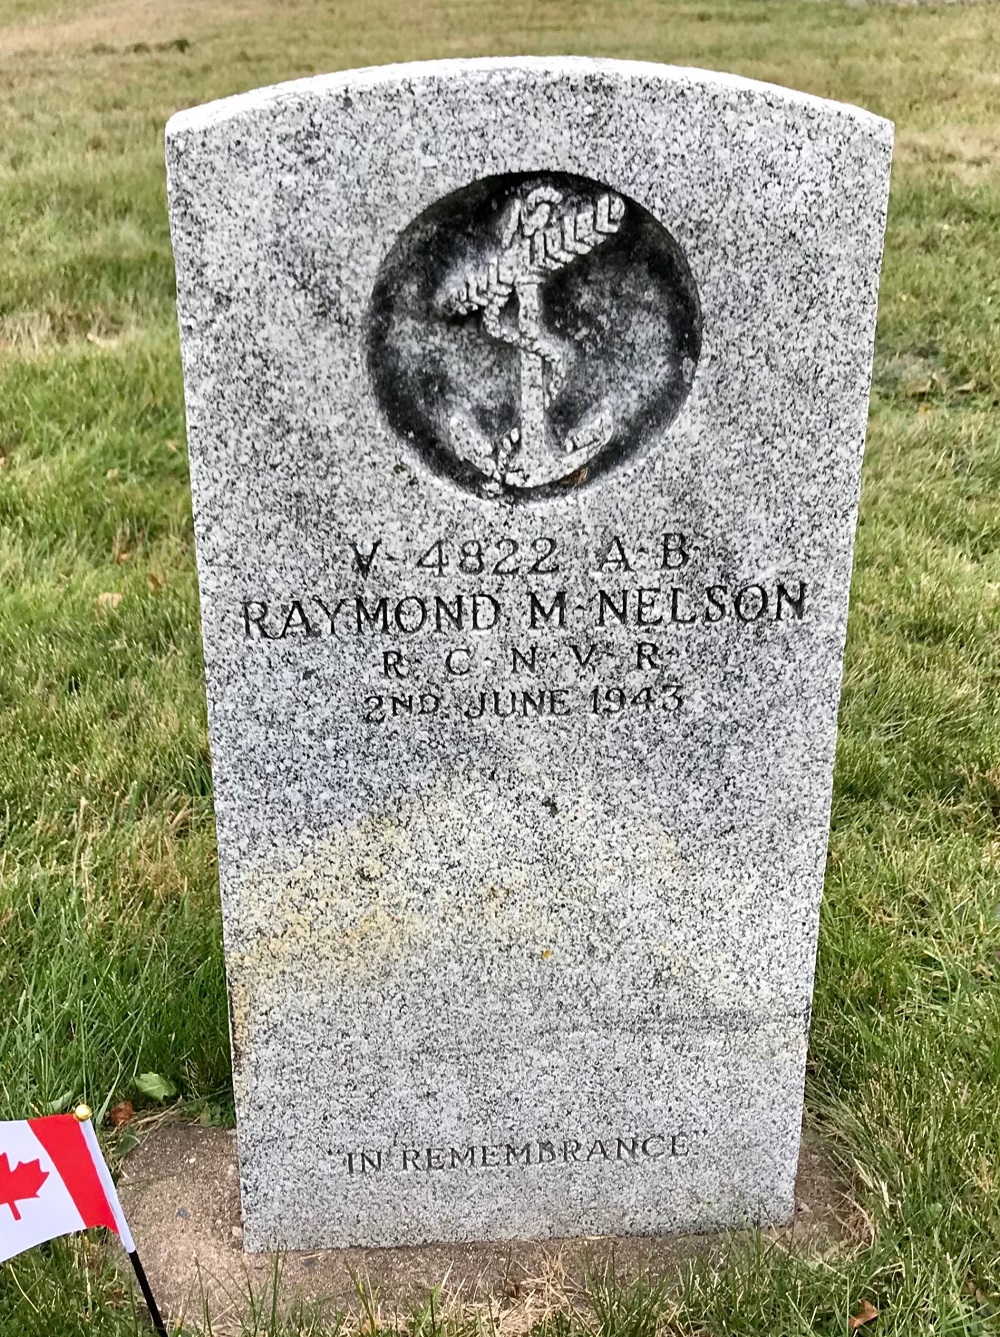 V· 4822 A·B·
RAYMOND M·NELSON
R· C· N· V· R·
2ND JUNE 1943
"IN REMEMBRANCE"